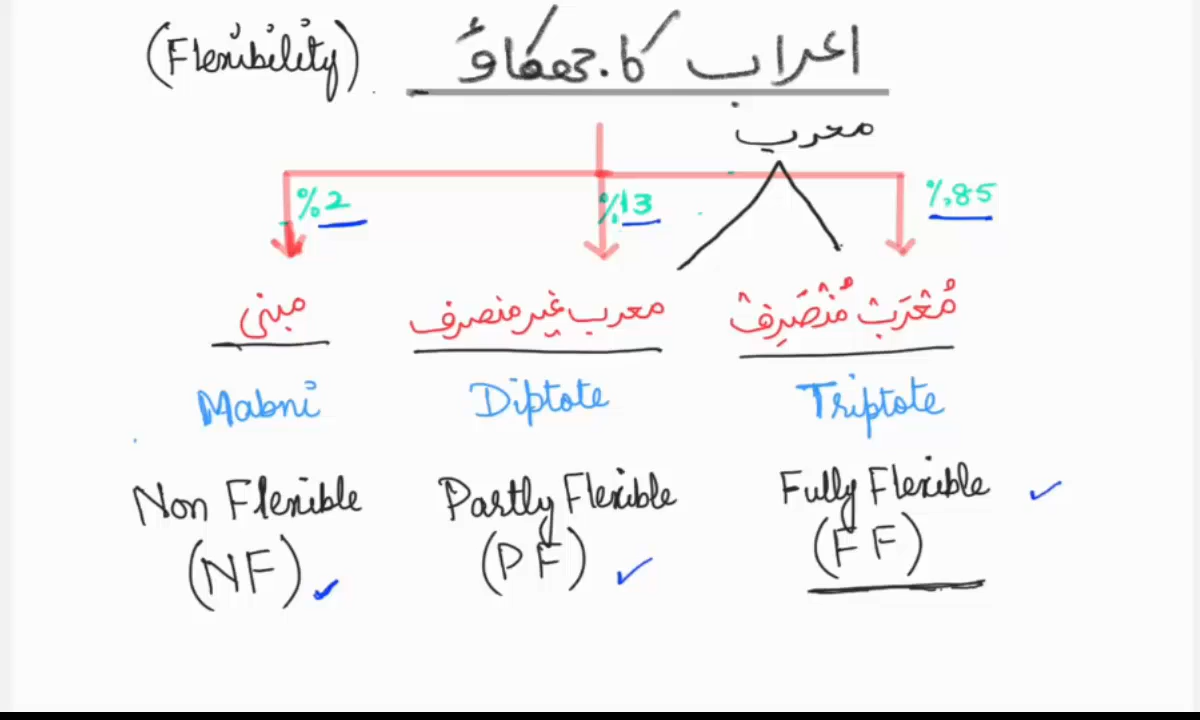 (Flexibility) اعراب کا جھکاؤ
معرب
%2 %13 %85
مبنی معرب غیر منصرف مُعْرَبْ مُنْصَرِفْ
Mabni Diptote Triptote
Non Flexible Partly Flexible Fully Flexible
(NF) (PF) (FF)